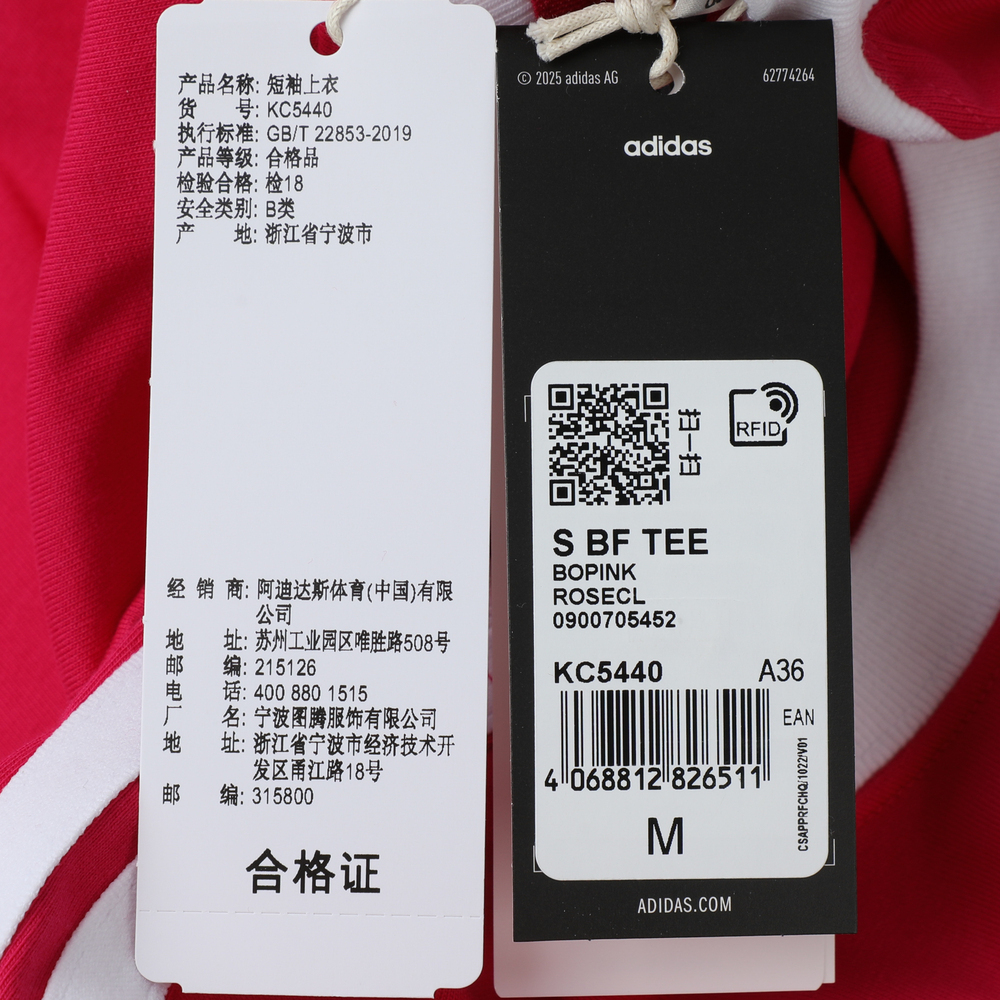 产品名称: 短袖上衣
货 号: KC5440
执行标准: GB/T 22853-2019
产品等级: 合格品
检验合格: 检18
安全类别: B类
产 地: 浙江省宁波市
经 销 商: 阿迪达斯体育(中国)有限
公司
地 址: 苏州工业园区唯胜路508号
邮 编: 215126
电 话: 400 880 1515
厂 名: 宁波图腾服饰有限公司
地 址: 浙江省宁波市经济技术开
发区甬江路18号
邮 编: 315800
合格证
© 2025 adidas AG
62774264
adidas
扫一扫
RFID
S BF TEE
BOPINK
ROSECL
0900705452
KC5440 A36
EAN
4 068812 826511
CSAPPRFCHQ/1022/V01
M
ADIDAS.COM